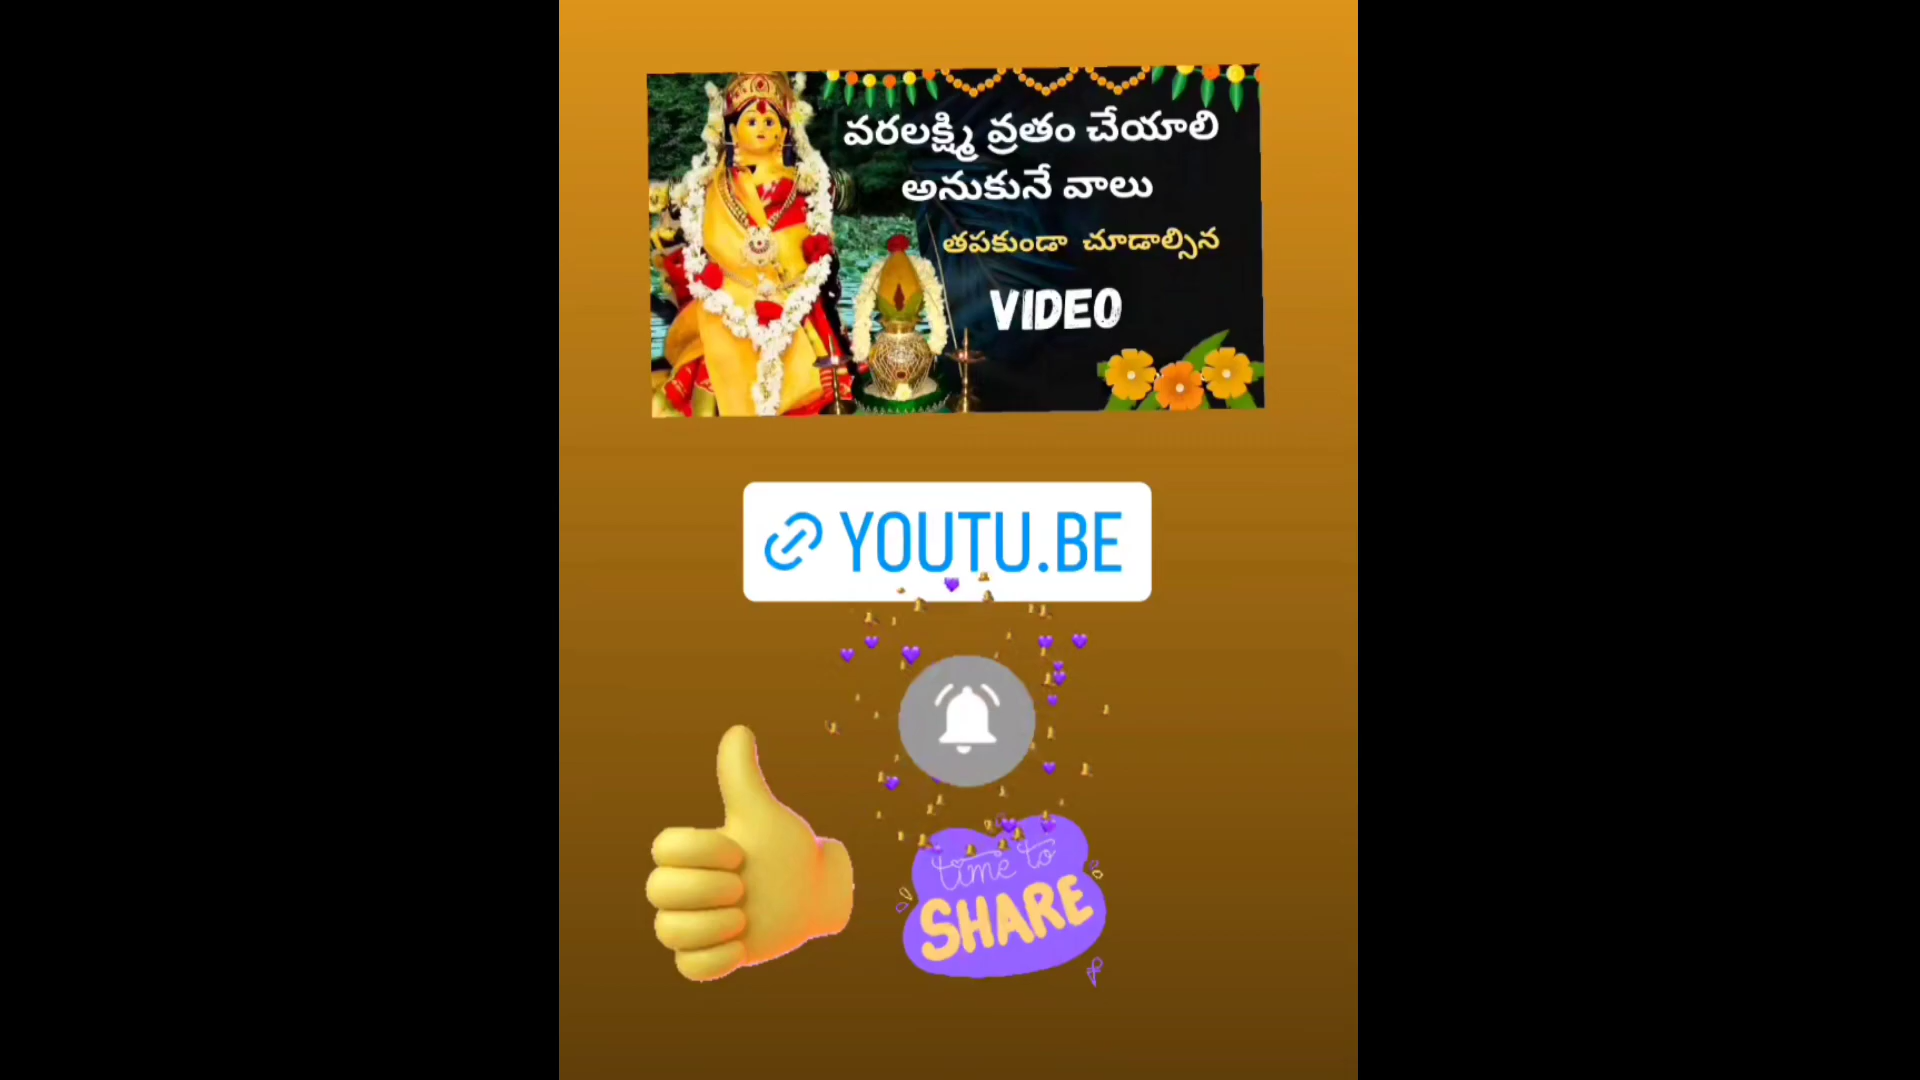 వరలక్ష్మి వ్రతం చేయాలి
అనుకునే వాలు
తపకుండా చూడాల్సిన
VIDEO
YOUTU.BE
time to
SHARE